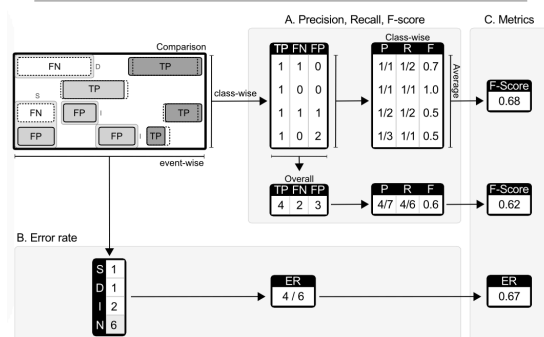 A. Precision, Recall, F-score
C. Metrics
Comparison
FN D TP
TP
S
FN FP I TP
FP FP I TP
class-wise
event-wise
TP FN FP
1 1 0
1 0 0
1 1 1
1 0 2
Class-wise
P R F
1/1 1/2 0.7
1/1 1/1 1.0
1/2 1/2 0.5
1/3 1/1 0.5
Average
F-Score
0.68
Overall
TP FN FP
4 2 3
P R F
4/7 4/6 0.6
F-Score
0.62
B. Error rate
S 1
D 1
I 2
N 6
ER
4 / 6
ER
0.67